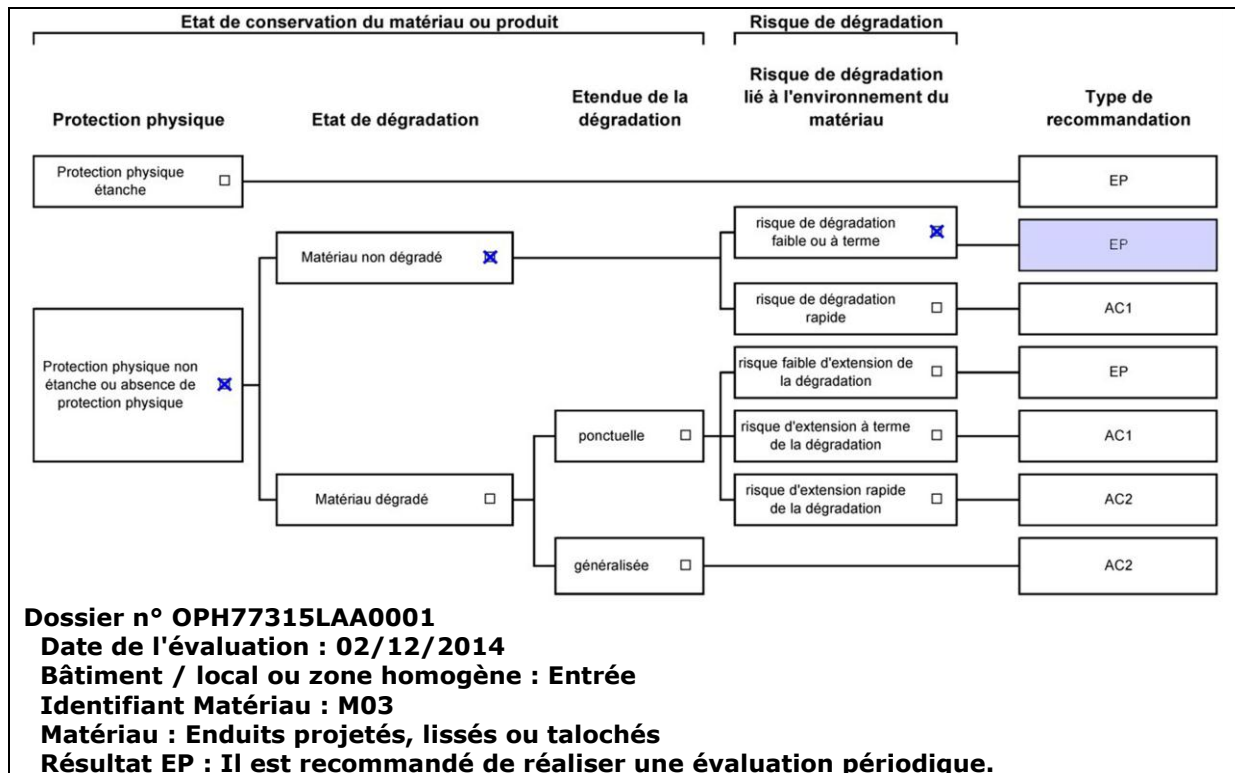 Etat de conservation du matériau ou produit
Risque de dégradation
Protection physique
Etat de dégradation
Etendue de la
dégradation
Risque de dégradation
lié à l'environnement du
matériau
Type de
recommandation
Protection physique
étanche
EP
risque de dégradation
faible ou à terme
EP
Matériau non dégradé
risque de dégradation
rapide
AC1
Protection physique non
étanche ou absence de
protection physique
risque faible d'extension de
la dégradation
EP
ponctuelle
risque d'extension à terme
de la dégradation
AC1
Matériau dégradé
risque d'extension rapide
de la dégradation
AC2
généralisée
AC2
Dossier n° OPH77315LAA0001
Date de l'évaluation : 02/12/2014
Bâtiment / local ou zone homogène : Entrée
Identifiant Matériau : M03
Matériau : Enduits projetés, lissés ou talochés
Résultat EP : Il est recommandé de réaliser une évaluation périodique.